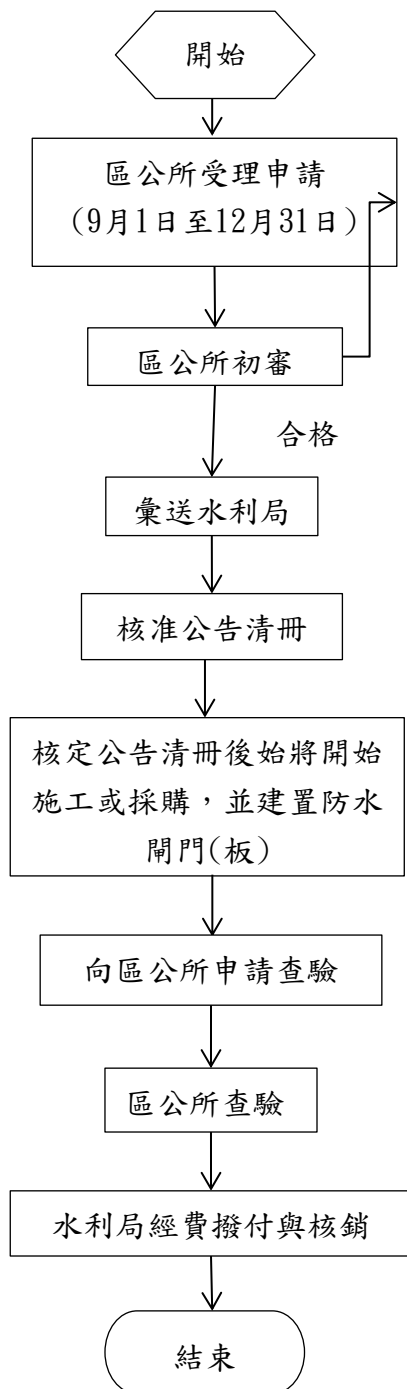 開始
區公所受理申請
（9月1日至12月31日）
區公所初審
合格
彙送水利局
核准公告清冊
核定公告清冊後始將開始
施工或採購，並建置防水
閘門(板)
向區公所申請查驗
區公所查驗
水利局經費撥付與核銷
結束